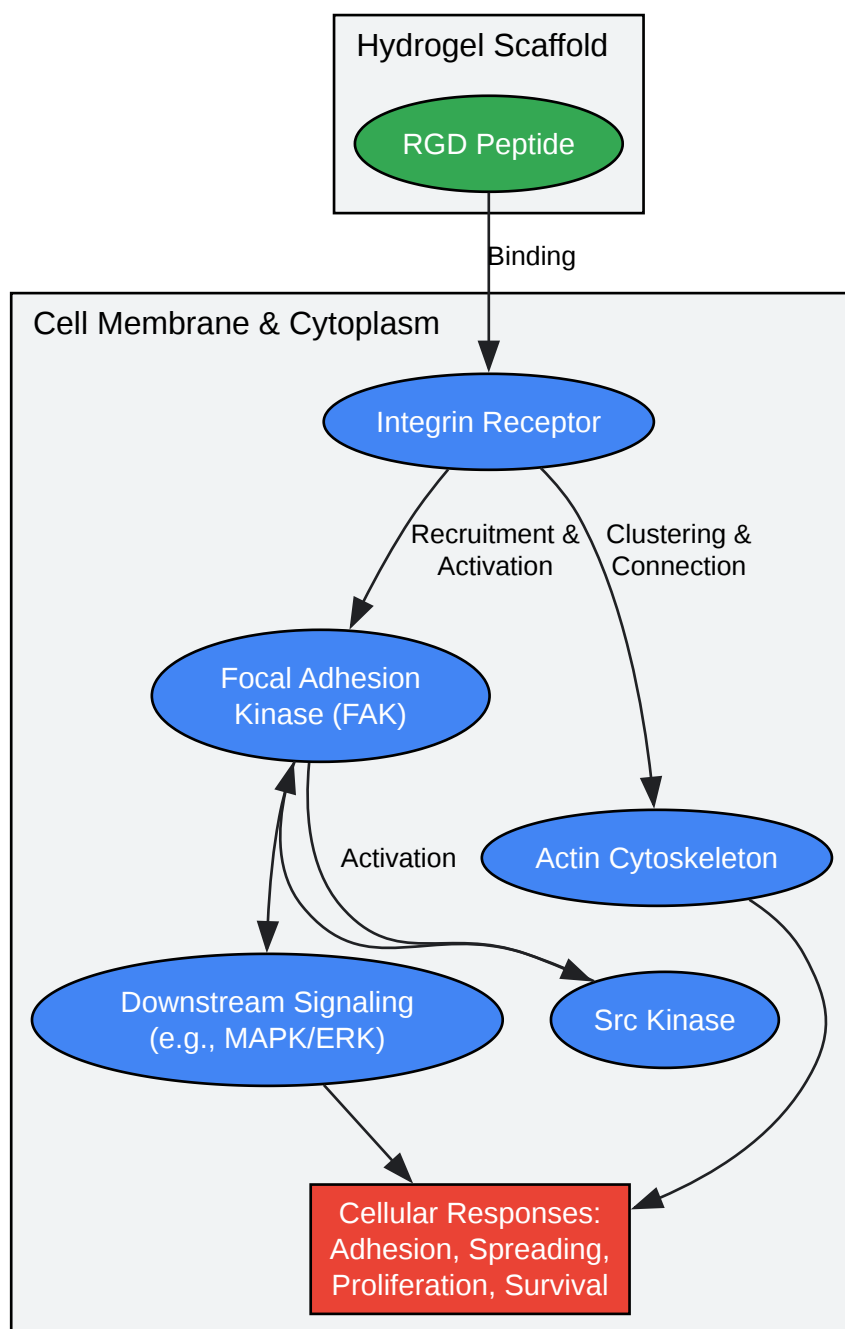 Hydrogel Scaffold
RGD Peptide
Binding
Cell Membrane & Cytoplasm
Integrin Receptor
Recruitment &
Activation
Clustering &
Connection
Focal Adhesion
Kinase (FAK)
Activation
Actin Cytoskeleton
Downstream Signaling
(e.g., MAPK/ERK)
Src Kinase
Cellular Responses:
Adhesion, Spreading,
Proliferation, Survival